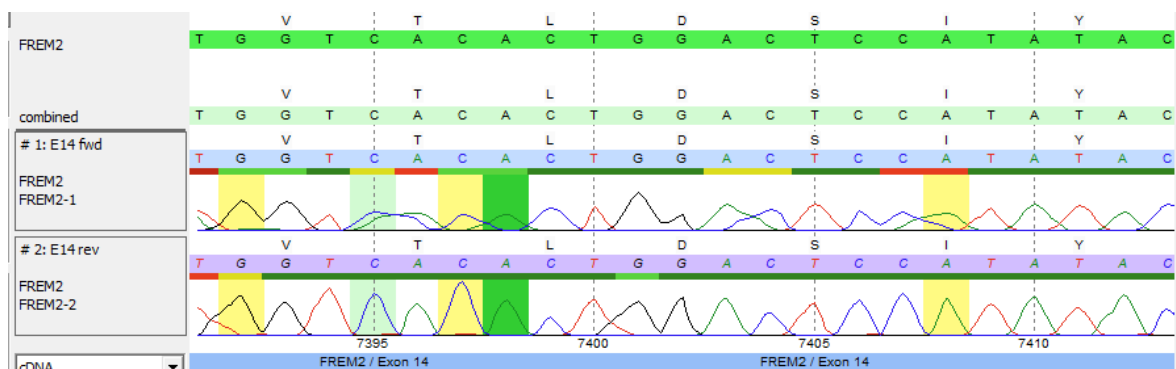 V T L D S I Y
FREM2
T G G T C A C A C T G G A C T C C A T A T A C
V T L D S I Y
combined
T G G T C A C A C T G G A C T C C A T A T A C
# 1: E14 fwd
V T L D S I Y
T G G T C A C A C T G G A C T C C A T A T A C
FREM2
FREM2-1
# 2: E14 rev
V T L D S I Y
T G G T C A C A C T G G A C T C C A T A T A C
FREM2
FREM2-2
7395 7400 7405 7410
cDNA
FREM2 / Exon 14 FREM2 / Exon 14